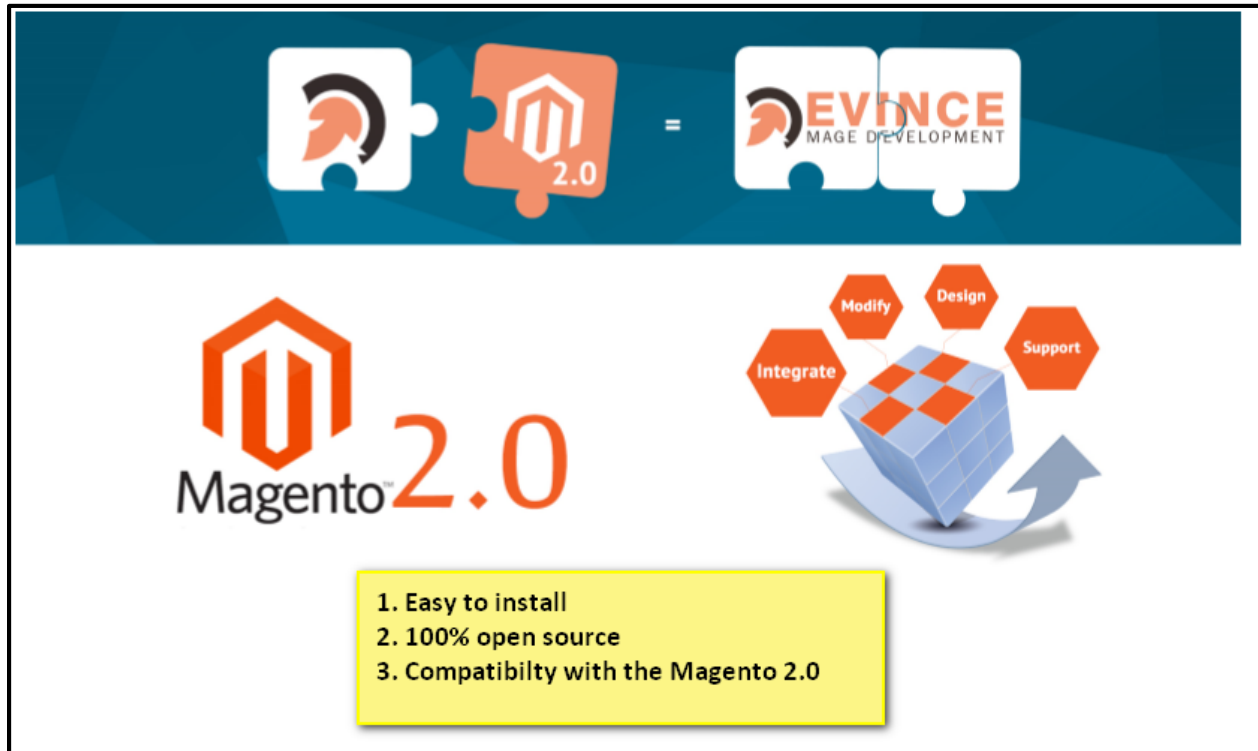 2.0
=
EVINCE
MAGE DEVELOPMENT
Modify
Design
Integrate
Support
Magento™ 2.0
1. Easy to install
2. 100% open source
3. Compatibilty with the Magento 2.0